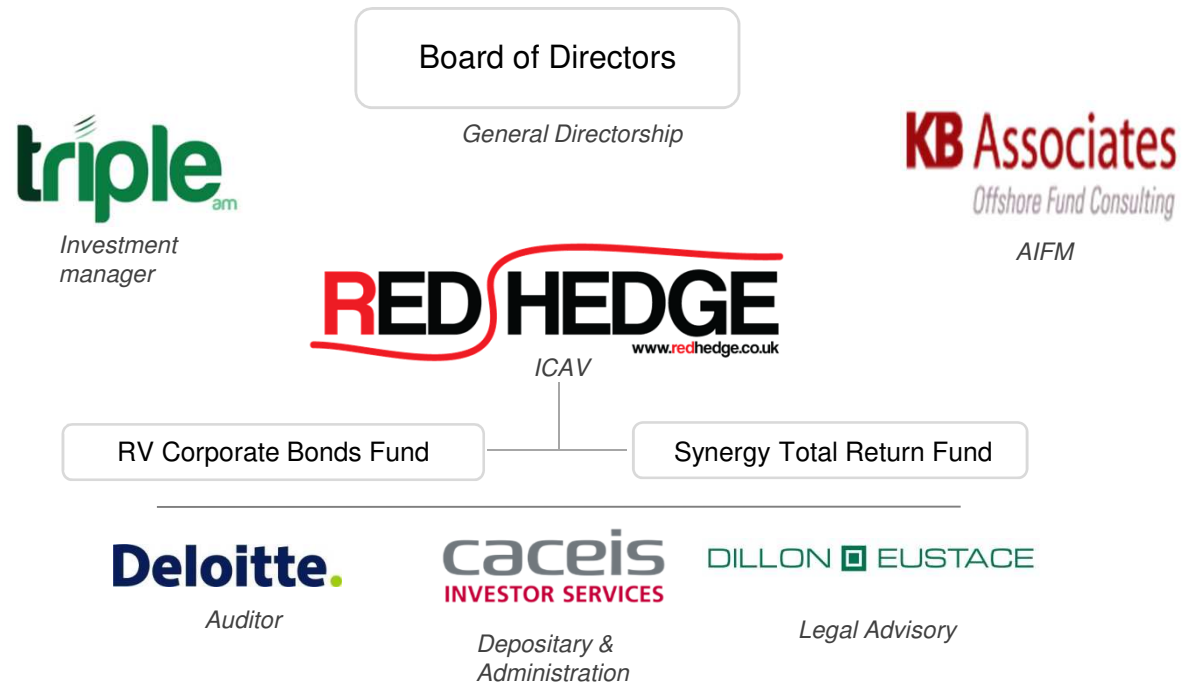 Board of Directors
General Directorship
triple
am
Investment
manager
KB Associates
Offshore Fund Consulting
AIFM
RED HEDGE
www.redhedge.co.uk
ICAV
RV Corporate Bonds Fund
Synergy Total Return Fund
Deloitte.
Auditor
caceis
INVESTOR SERVICES
Depositary &
Administration
DILLON EUSTACE
Legal Advisory